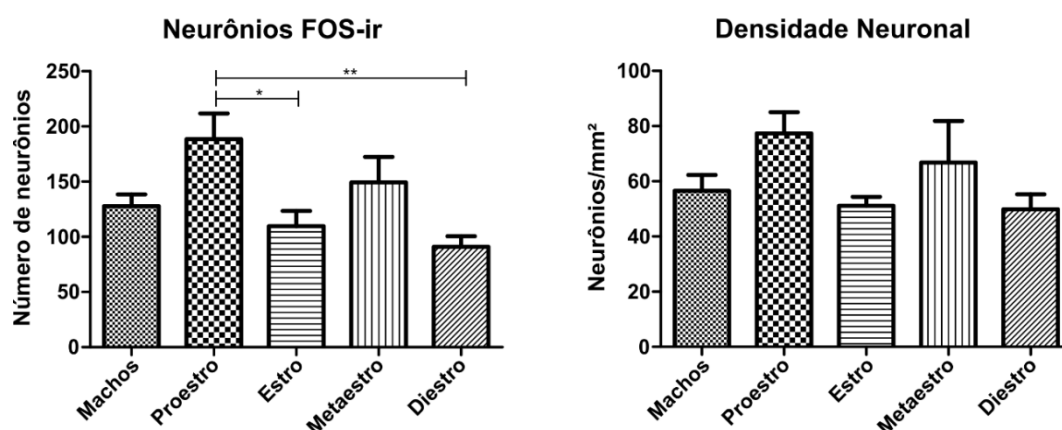 Neurônios FOS-ir
Número de neurônios
250
200
150
100
50
0
**
*
Machos
Proestro
Estro
Metaestro
Diestro
Densidade Neuronal
Neurônios/mm²
100
80
60
40
20
0
Machos
Proestro
Estro
Metaestro
Diestro